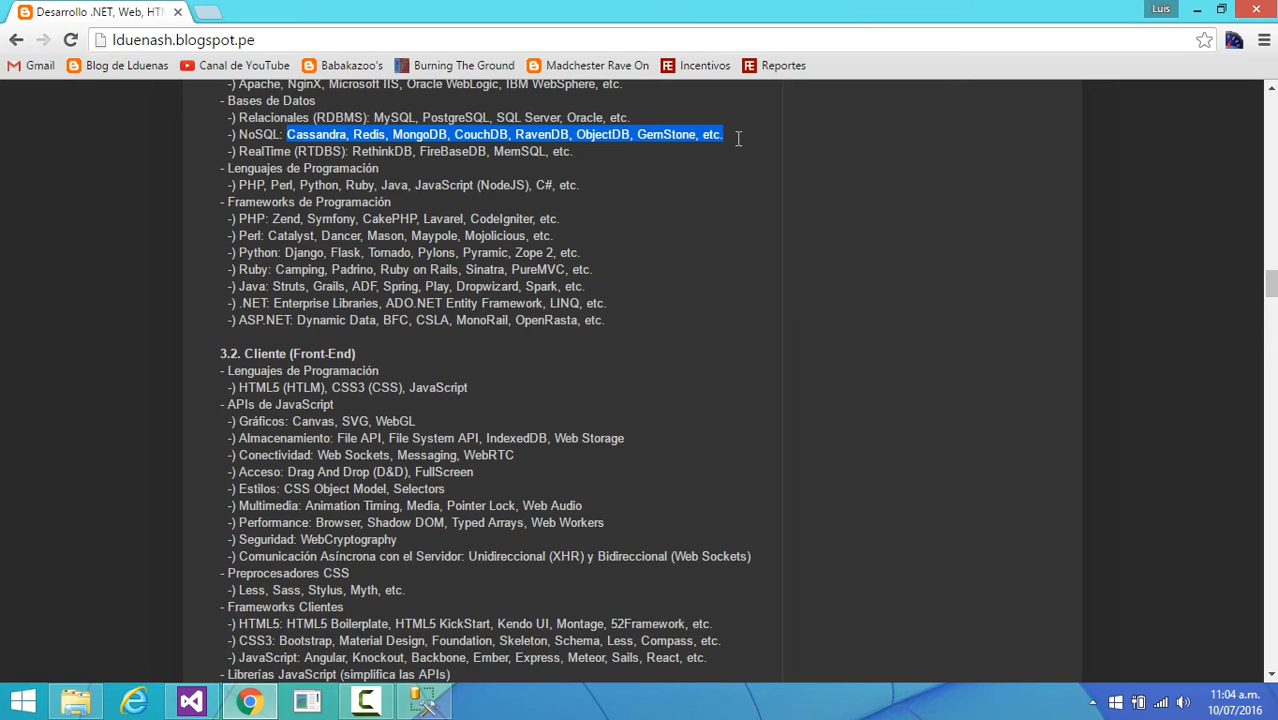 Desarrollo .NET, Web, HT
Luis
lduenash.blogspot.pe
Gmail
Blog de Lduenas
Canal de YouTube
Babakazoo's
Burning The Ground
Madchester Rave On
Incentivos
Reportes
-) Apache, NginX, Microsoft IIS, Oracle WebLogic, IBM WebSphere, etc.
- Bases de Datos
-) Relacionales (RDBMS): MySQL, PostgreSQL, SQL Server, Oracle, etc.
-) NoSQL: Cassandra, Redis, MongoDB, CouchDB, RavenDB, ObjectDB, GemStone, etc.
-) RealTime (RTDBS): RethinkDB, FireBaseDB, MemSQL, etc.
- Lenguajes de Programación
-) PHP, Perl, Python, Ruby, Java, JavaScript (NodeJS), C#, etc.
- Frameworks de Programación
-) PHP: Zend, Symfony, CakePHP, Lavarel, CodeIgniter, etc.
-) Perl: Catalyst, Dancer, Mason, Maypole, Mojolicious, etc.
-) Python: Django, Flask, Tornado, Pylons, Pyramic, Zope 2, etc.
-) Ruby: Camping, Padrino, Ruby on Rails, Sinatra, PureMVC, etc.
-) Java: Struts, Grails, ADF, Spring, Play, Dropwizard, Spark, etc.
-) .NET: Enterprise Libraries, ADO.NET Entity Framework, LINQ, etc.
-) ASP.NET: Dynamic Data, BFC, CSLA, MonoRail, OpenRasta, etc.
3.2. Cliente (Front-End)
- Lenguajes de Programación
-) HTML5 (HTLM), CSS3 (CSS), JavaScript
- APIs de JavaScript
-) Gráficos: Canvas, SVG, WebGL
-) Almacenamiento: File API, File System API, IndexedDB, Web Storage
-) Conectividad: Web Sockets, Messaging, WebRTC
-) Acceso: Drag And Drop (D&D), FullScreen
-) Estilos: CSS Object Model, Selectors
-) Multimedia: Animation Timing, Media, Pointer Lock, Web Audio
-) Performance: Browser, Shadow DOM, Typed Arrays, Web Workers
-) Seguridad: WebCryptography
-) Comunicación Asíncrona con el Servidor: Unidireccional (XHR) y Bidireccional (Web Sockets)
- Preprocesadores CSS
-) Less, Sass, Stylus, Myth, etc.
- Frameworks Clientes
-) HTML5: HTML5 Boilerplate, HTML5 KickStart, Kendo UI, Montage, 52Framework, etc.
-) CSS3: Bootstrap, Material Design, Foundation, Skeleton, Schema, Less, Compass, etc.
-) JavaScript: Angular, Knockout, Backbone, Ember, Express, Meteor, Sails, React, etc.
- Librerías JavaScript (simplifica las APIs)
11:04 a.m.
10/07/2016